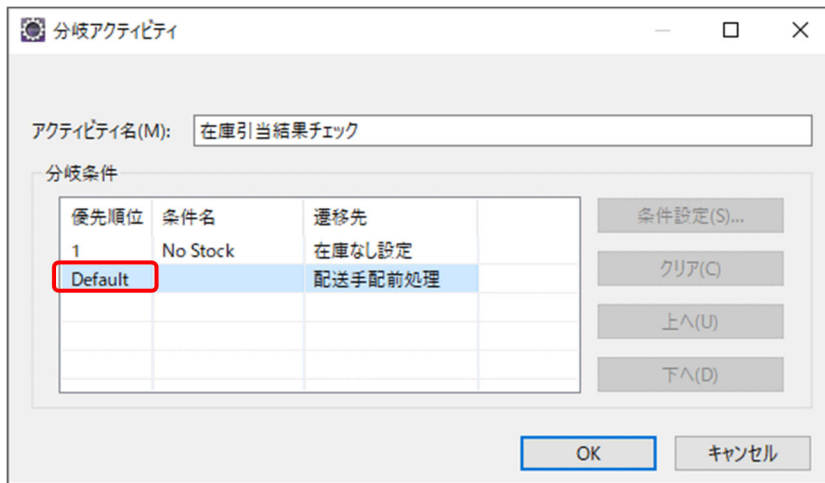 分岐アクティビティ
アクティビティ名(M): 在庫引当結果チェック
分岐条件
優先順位 条件名 遷移先
1 No Stock 在庫なし設定
Default 配送手配前処理
条件設定(S)...
クリア(C)
上へ(U)
下へ(D)
OK キャンセル